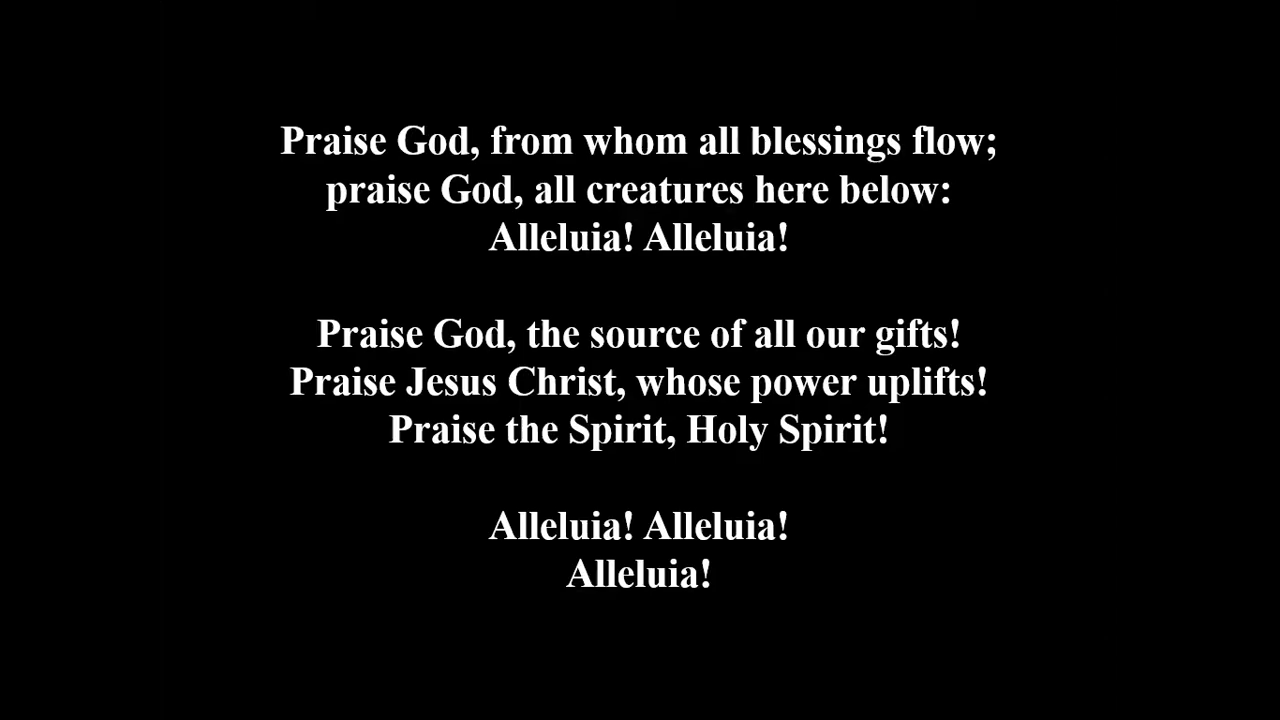 Praise God, from whom all blessings flow;
praise God, all creatures here below:
Alleluia! Alleluia!
Praise God, the source of all our gifts!
Praise Jesus Christ, whose power uplifts!
Praise the Spirit, Holy Spirit!
Alleluia! Alleluia!
Alleluia!